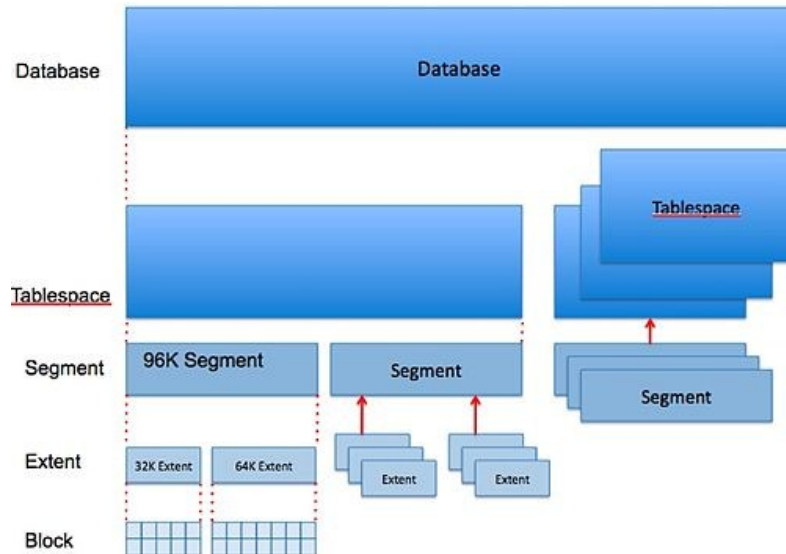 Database
Database
Tablespace
Tablespace
Segment
96K Segment
Segment
Segment
Extent
32K Extent
64K Extent
Extent
Extent
Block